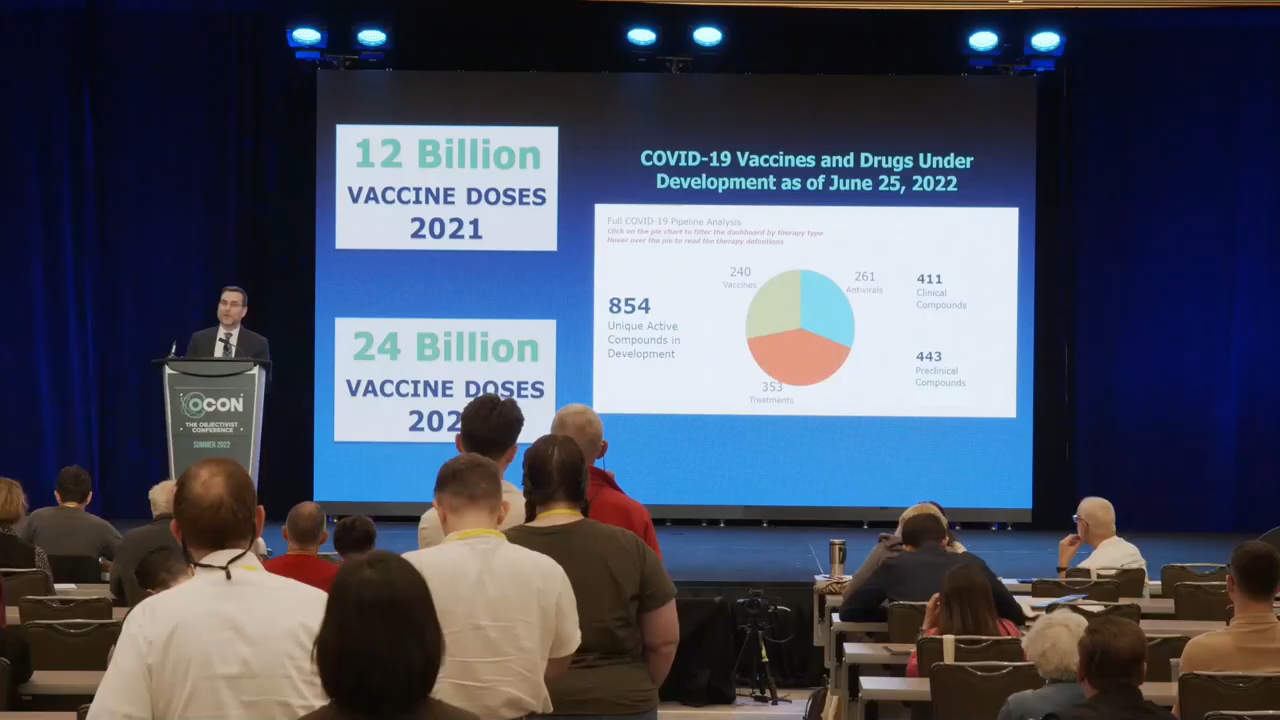 12 Billion
VACCINE DOSES
2021
24 Billion
VACCINE DOSES
COVID-19 Vaccines and Drugs Under
Development as of June 25, 2022
Full COVID-19 Pipeline Analysis
Click on the pie chart to filter the dashboard by therapy type
Hover over the pie to read the therapy definitions
854
Unique Active
Compounds in
Development
240
Vaccines
261
Antivirals
353
Treatments
411
Clinical
Compounds
443
Preclinical
Compounds
OCON
THE OBJECTIVIST
CONFERENCE
SUMMER 2022